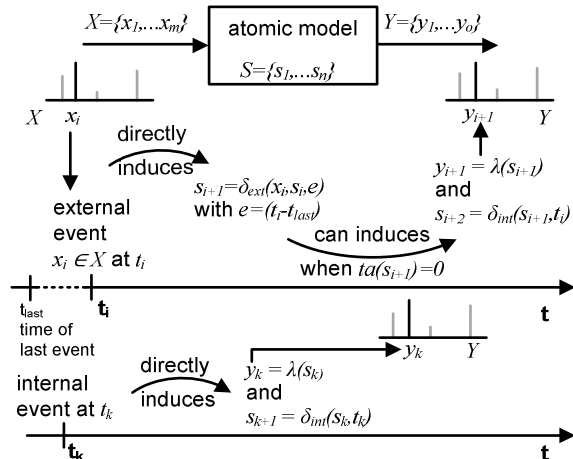 X={x₁,...xₘ}
atomic model
S={s₁,...sₙ}
Y={y₁,...yₒ}
X xᵢ
yᵢ₊₁ Y
directly
induces
external
event
xᵢ ∈ X at tᵢ
sᵢ₊₁=δₑₓₜ(xᵢ,sᵢ,e)
with e=(tᵢ-tₗₐₛₜ)
yᵢ₊₁ = λ(sᵢ₊₁)
and
sᵢ₊₂ = δᵢₙₜ(sᵢ₊₁,tᵢ)
can induces
when ta(sᵢ₊₁)=0
tₗₐₛₜ
time of
last event
tᵢ
t
yₖ Y
internal
event at tₖ
directly
induces
yₖ = λ(sₖ)
and
sₖ₊₁ = δᵢₙₜ(sₖ,tₖ)
tₖ
t